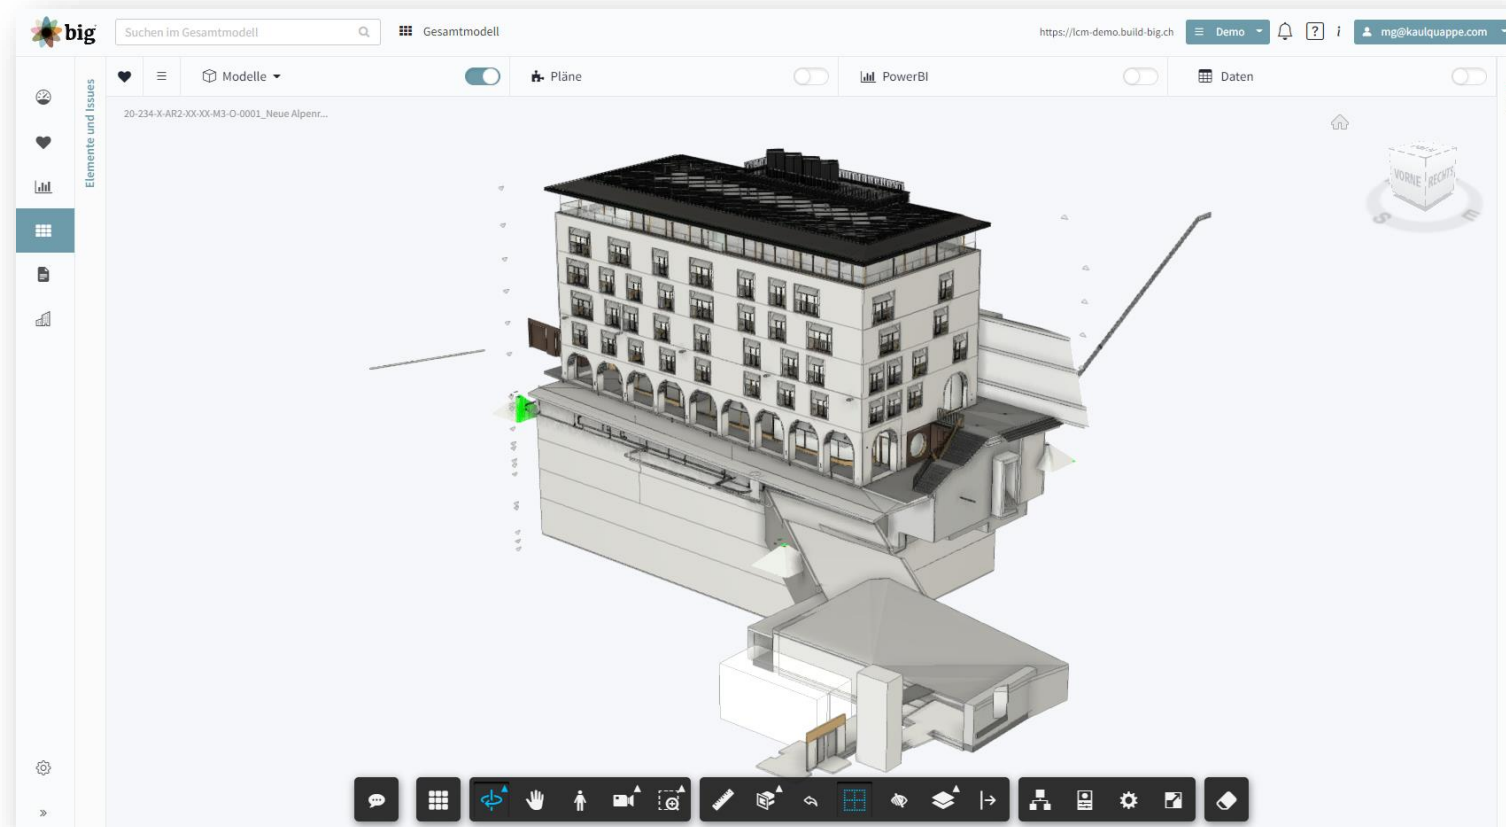 big
Suchen im Gesamtmodell
Gesamtmodell
https://lcm-demo.build-big.ch
Demo
?
i
mg@kaulquappe.com
Modelle
Pläne
PowerBI
Daten
Elemente und Issues
20-234-X-AR2-XX-XX-M3-O-0001_Neue Alpenr...
VORNE
RECHTS
S
E
»